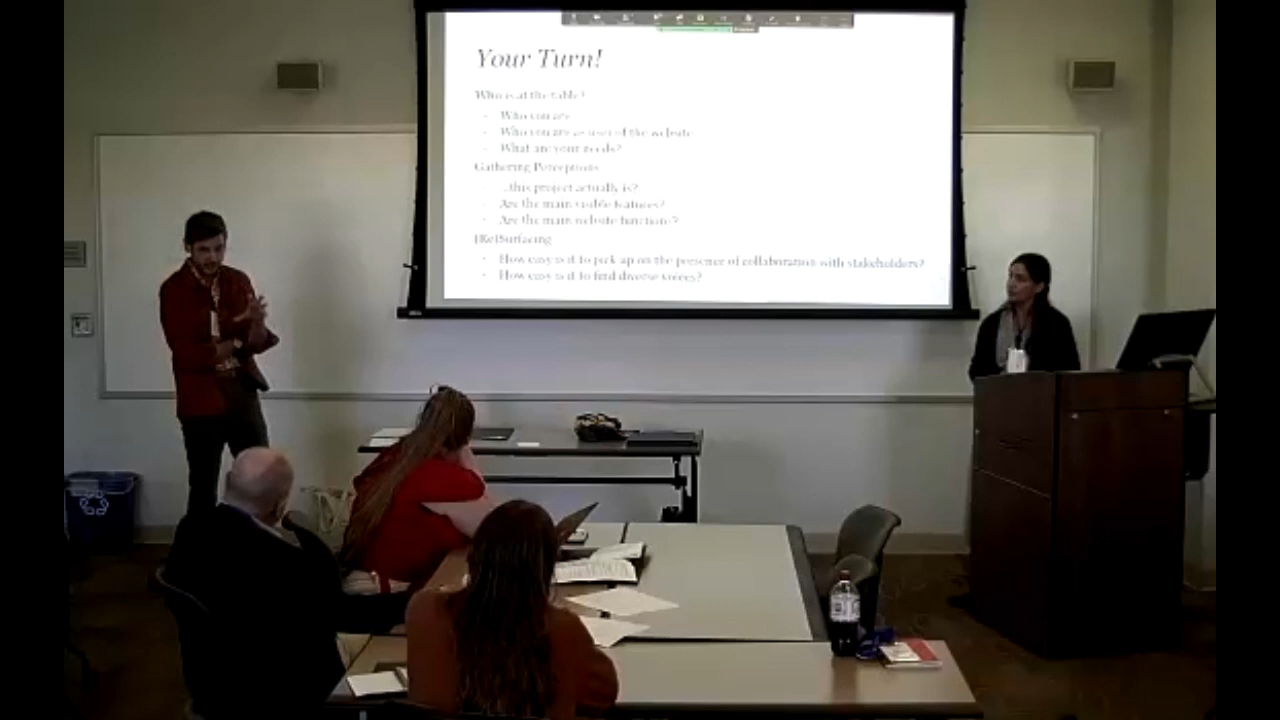 Your Turn!
Who is at the table?
- Who you are
- Who you are as user of the website
- What are your needs?
Gathering Perceptions
- ...this project actually is?
- Are the main visible features?
- Are the main website functions?
[Re]Surfacing
- How easy is it to pick up on the presence of collaboration with stakeholders?
- How easy is it to find diverse voices?